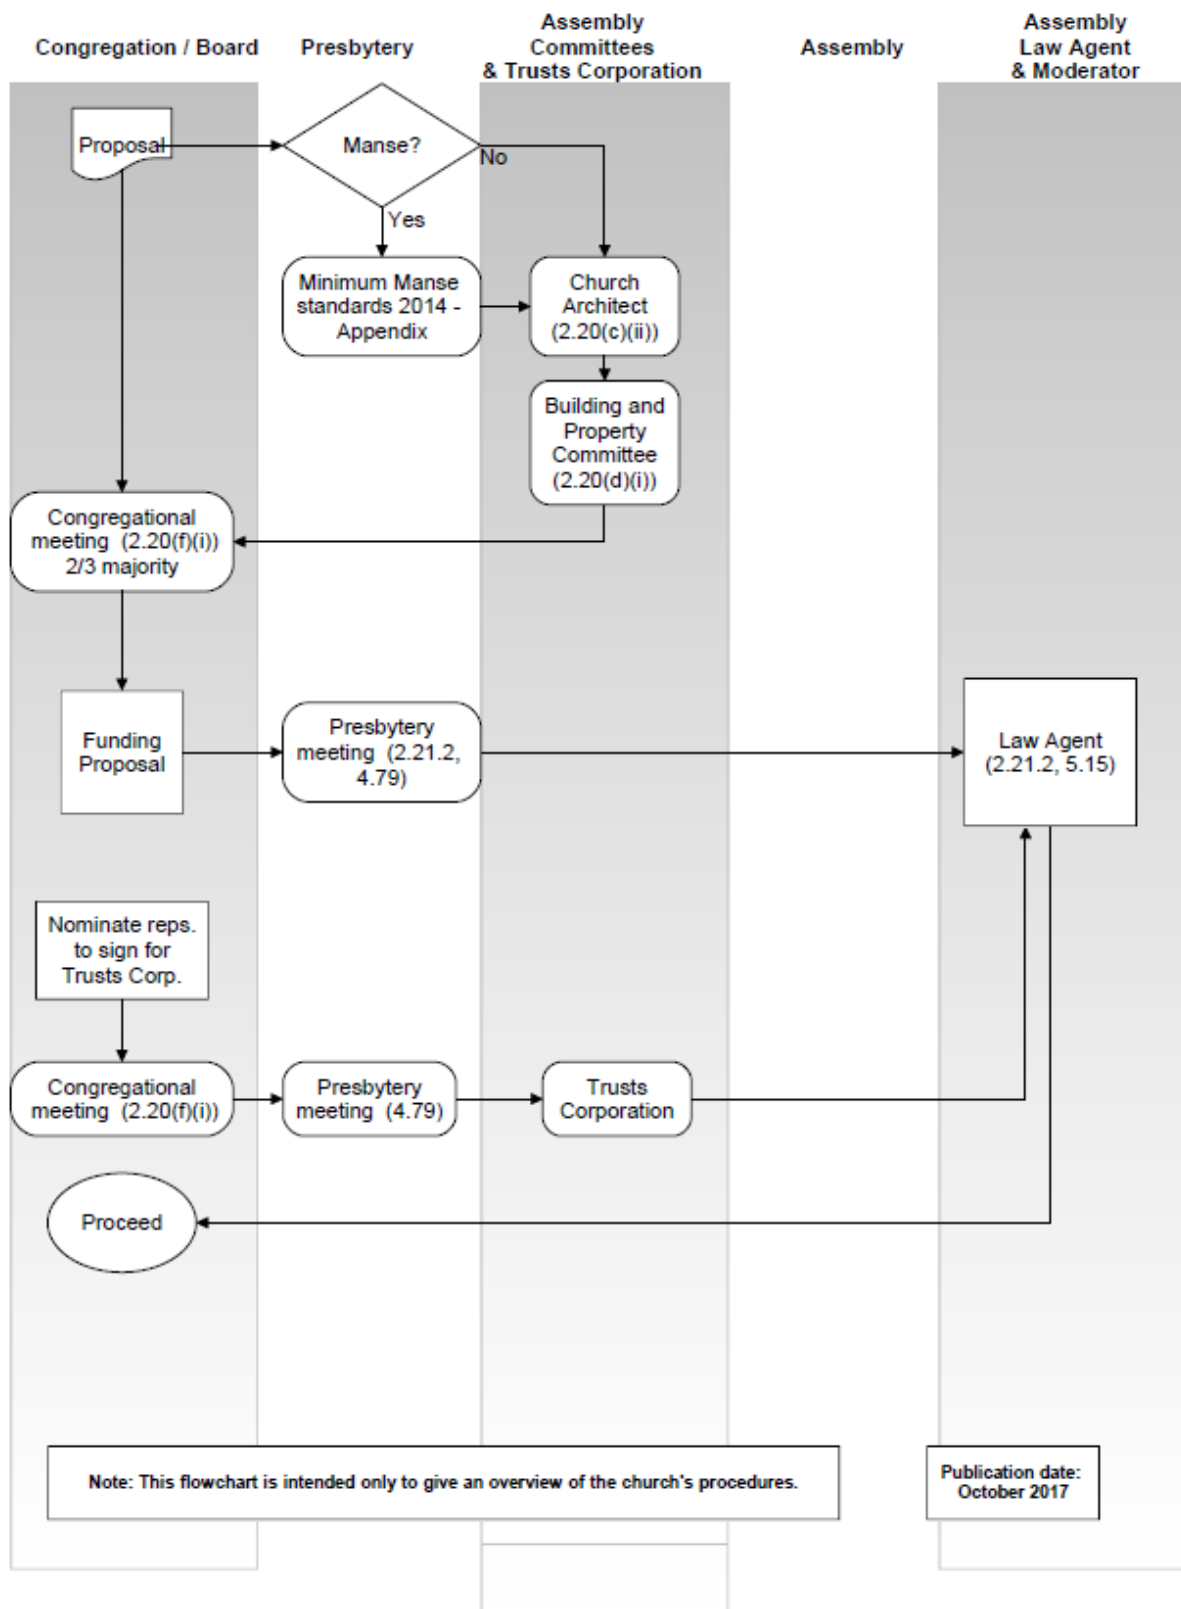 Congregation / Board
Presbytery
Assembly
Committees
& Trusts Corporation
Assembly
Assembly
Law Agent
& Moderator
Proposal
Manse?
No
Yes
Minimum Manse
standards 2014 -
Appendix
Church
Architect
(2.20(c)(ii))
Building and
Property
Committee
(2.20(d)(i))
Congregational
meeting (2.20(f)(i))
2/3 majority
Funding
Proposal
Presbytery
meeting (2.21.2,
4.79)
Law Agent
(2.21.2, 5.15)
Nominate reps.
to sign for
Trusts Corp.
Congregational
meeting (2.20(f)(i))
Presbytery
meeting (4.79)
Trusts
Corporation
Proceed
Note: This flowchart is intended only to give an overview of the church's procedures.
Publication date:
October 2017